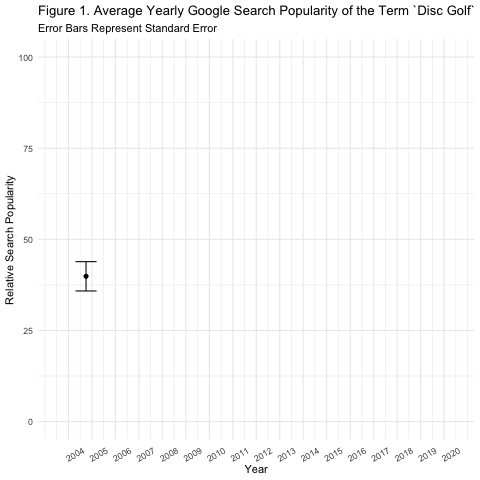 Figure 1. Average Yearly Google Search Popularity of the Term `Disc Golf`
Error Bars Represent Standard Error
100
75
50
25
0
Relative Search Popularity
2004 2005 2006 2007 2008 2009 2010 2011 2012 2013 2014 2015 2016 2017 2018 2019 2020
Year